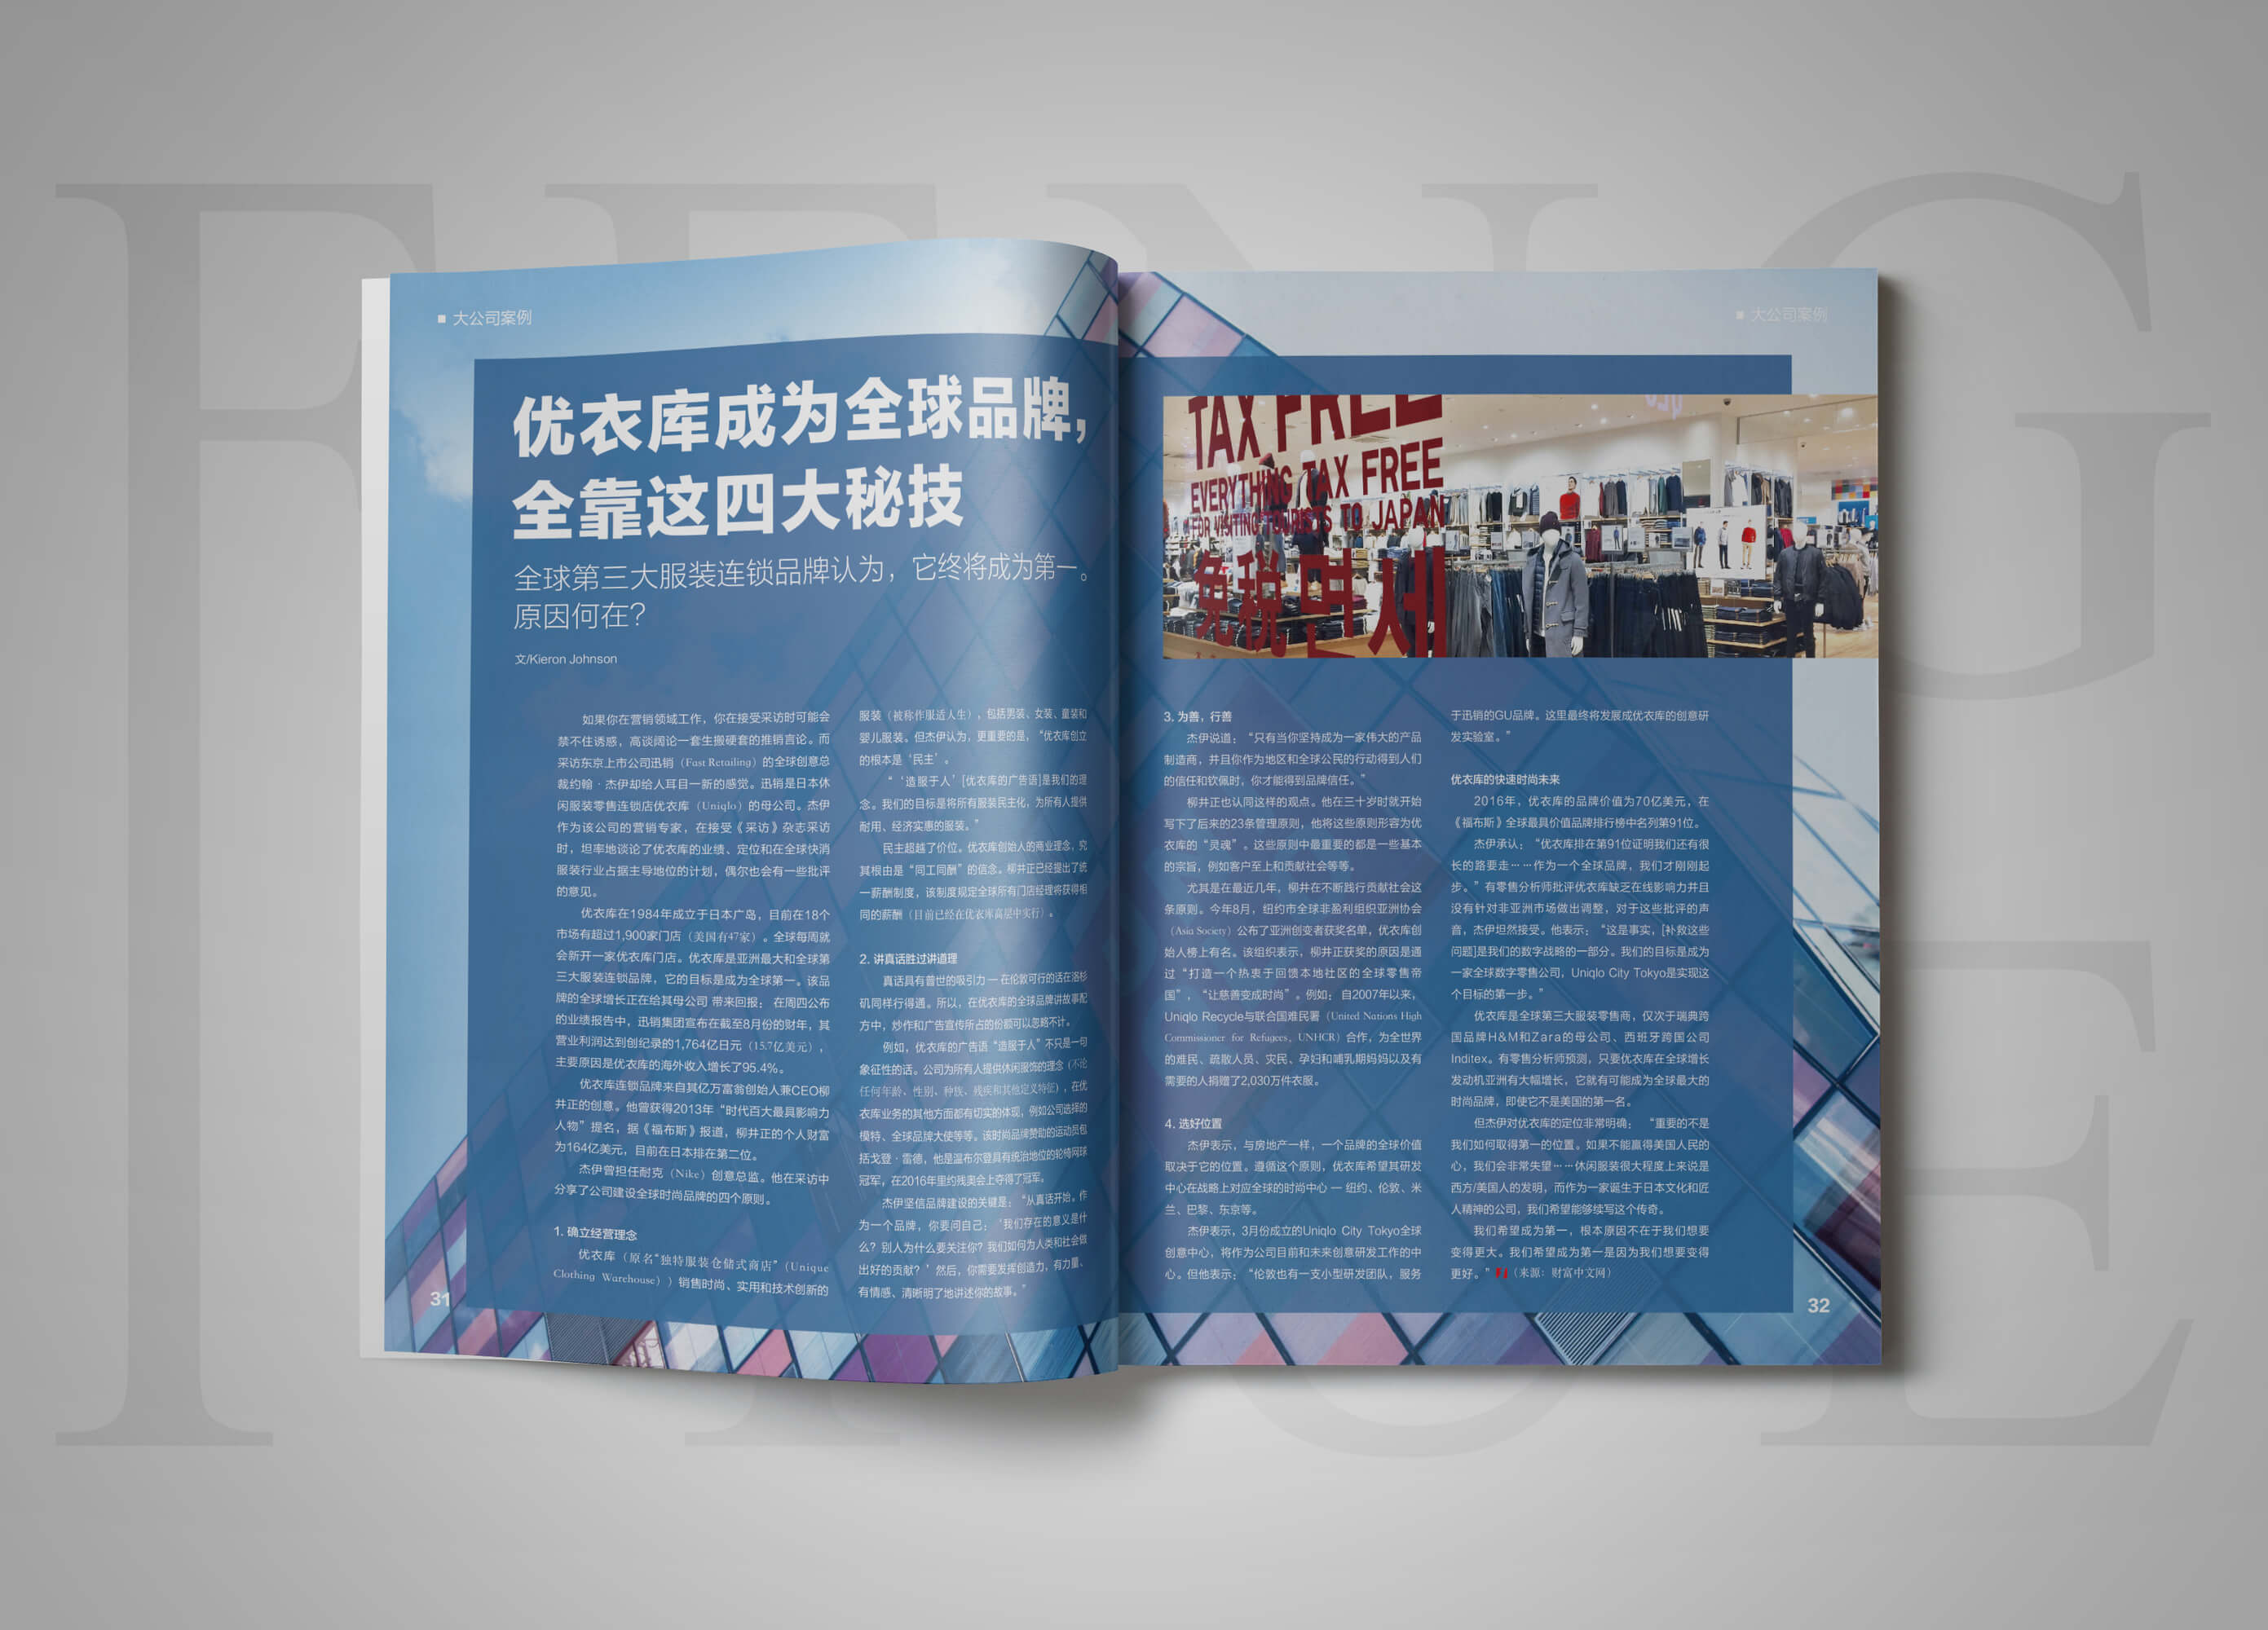 大公司案例
优衣库成为全球品牌，
全靠这四大秘技
全球第三大服装连锁品牌认为，它终将成为第一。
原因何在？
文/Kieron Johnson
如果你在营销领域工作，你在接受采访时可能会
禁不住诱惑，高谈阔论一套生搬硬套的推销言论。而
采访东京上市公司迅销（Fast Retailing）的全球创意总
裁约翰·杰伊却给人耳目一新的感觉。迅销是日本休
闲服装零售连锁店优衣库（Uniqlo）的母公司。杰伊
作为该公司的营销专家，在接受《采访》杂志采访
时，坦率地谈论了优衣库的业绩、定位和在全球快消
服装行业占据主导地位的计划，偶尔也会有一些批评
的意见。
优衣库在1984年成立于日本广岛，目前在18个
市场有超过1,900家门店（美国有47家）。全球每周就
会新开一家优衣库门店。优衣库是亚洲最大和全球第
三大服装连锁品牌，它的目标是成为全球第一。该品
牌的全球增长正在给其母公司 带来回报： 在周四公布
的业绩报告中，迅销集团宣布在截至8月份的财年，其
营业利润达到创纪录的1,764亿日元（15.7亿美元），
主要原因是优衣库的海外收入增长了95.4%。
优衣库连锁品牌来自其亿万富翁创始人兼CEO柳
井正的创意。他曾获得2013年“时代百大最具影响力
人物”提名，据《福布斯》报道，柳井正的个人财富
为164亿美元，目前在日本排在第二位。
杰伊曾担任耐克（Nike）创意总监。他在采访中
分享了公司建设全球时尚品牌的四个原则。
1. 确立经营理念
优衣库（原名“独特服装仓储式商店”（Unique
Clothing Warehouse））销售时尚、实用和技术创新的
31
服装（被称作服适人生），包括男装、女装、童装和
婴儿服装。但杰伊认为，更重要的是，“优衣库创立
的根本是‘民主’。
“‘造服于人’[优衣库的广告语]是我们的理
念。我们的目标是将所有服装民主化，为所有人提供
耐用、经济实惠的服装。”
民主超越了价位。优衣库创始人的商业理念，究
其根由是“同工同酬”的信念。柳井正已经提出了统
一薪酬制度，该制度规定全球所有门店经理将获得相
同的薪酬（目前已经在优衣库高层中实行）。
2. 讲真话胜过讲道理
真话具有普世的吸引力 — 在伦敦可行的话在洛杉
矶同样行得通。所以，在优衣库的全球品牌讲故事配
方中，炒作和广告宣传所占的份额可以忽略不计。
例如，优衣库的广告语“造服于人”不只是一句
象征性的话。公司为所有人提供休闲服饰的理念（不论
任何年龄、性别、种族、残疾和其他定义特征），在优
衣库业务的其他方面都有切实的体现，例如公司选择的
模特、全球品牌大使等等。该时尚品牌赞助的运动员包
括戈登·雷德，他是温布尔登具有统治地位的轮椅网球
冠军，在2016年里约残奥会上夺得了冠军。
杰伊坚信品牌建设的关键是：“从真话开始，作
为一个品牌，你要问自己：‘我们存在的意义是什
么？别人为什么要关注你？我们如何为人类和社会做
出好的贡献？’然后，你需要发挥创造力，有力量、
有情感、清晰明了地讲述你的故事。”
大公司案例
TAX FREE
EVERYTHING TAX FREE
FOR VISITING TOURISTS TO JAPAN
免税 면세
3. 为善，行善
杰伊说道：“只有当你坚持成为一家伟大的产品
制造商，并且你作为地区和全球公民的行动得到人们
的信任和钦佩时，你才能得到品牌信任。”
柳井正也认同这样的观点。他在三十岁时就开始
写下了后来的23条管理原则，他将这些原则形容为优
衣库的“灵魂”。这些原则中最重要的都是一些基本
的宗旨，例如客户至上和贡献社会等等。
尤其是在最近几年，柳井在不断践行贡献社会这
条原则。今年8月，纽约市全球非盈利组织亚洲协会
（Asia Society）公布了亚洲创变者获奖名单，优衣库创
始人榜上有名。该组织表示，柳井正获奖的原因是通
过“打造一个热衷于回馈本地社区的全球零售帝
国”，“让慈善变成时尚”。例如： 自2007年以来，
Uniqlo Recycle与联合国难民署（United Nations High
Commissioner for Refugees，UNHCR）合作，为全世界
的难民、疏散人员、灾民、孕妇和哺乳期妈妈以及有
需要的人捐赠了2,030万件衣服。
4. 选好位置
杰伊表示，与房地产一样，一个品牌的全球价值
取决于它的位置。遵循这个原则，优衣库希望其研发
中心在战略上对应全球的时尚中心 — 纽约、伦敦、米
兰、巴黎、东京等。
杰伊表示，3月份成立的Uniqlo City Tokyo全球
创意中心，将作为公司目前和未来创意研发工作的中
心。但他表示：“伦敦也有一支小型研发团队，服务
于迅销的GU品牌。这里最终将发展成优衣库的创意研
发实验室。”
优衣库的快速时尚未来
2016年，优衣库的品牌价值为70亿美元，在
《福布斯》全球最具价值品牌排行榜中名列第91位。
杰伊承认：“优衣库排在第91位证明我们还有很
长的路要走……作为一个全球品牌，我们才刚刚起
步。”有零售分析师批评优衣库缺乏在线影响力并且
没有针对非亚洲市场做出调整，对于这些批评的声
音，杰伊坦然接受。他表示：“这是事实，[补救这些
问题]是我们的数字战略的一部分。我们的目标是成为
一家全球数字零售公司，Uniqlo City Tokyo是实现这
个目标的第一步。”
优衣库是全球第三大服装零售商，仅次于瑞典跨
国品牌H&M和Zara的母公司、西班牙跨国公司
Inditex。有零售分析师预测，只要优衣库在全球增长
发动机亚洲有大幅增长，它就有可能成为全球最大的
时尚品牌，即使它不是美国的第一名。
但杰伊对优衣库的定位非常明确： “重要的不是
我们如何取得第一的位置。如果不能赢得美国人民的
心，我们会非常失望……休闲服装很大程度上来说是
西方/美国人的发明，而作为一家诞生于日本文化和匠
人精神的公司，我们希望能够续写这个传奇。
我们希望成为第一，根本原因不在于我们想要
变得更大。我们希望成为第一是因为我们想要变得
更好。”（来源：财富中文网）
32